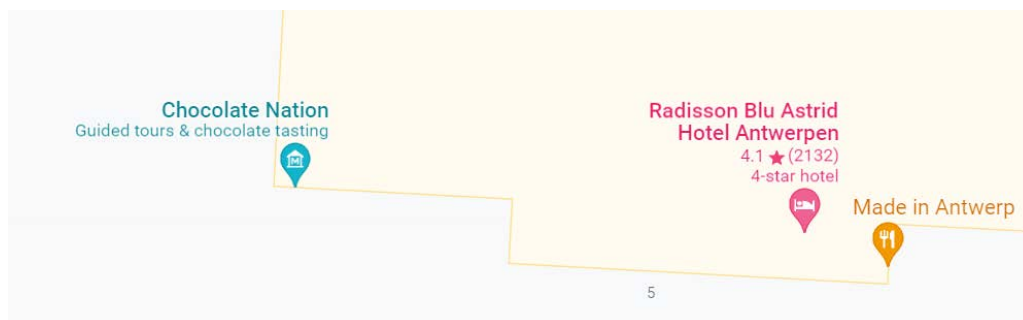 Chocolate Nation
Guided tours & chocolate tasting
Radisson Blu Astrid
Hotel Antwerpen
4.1 ★ (2132)
4-star hotel
Made in Antwerp
5